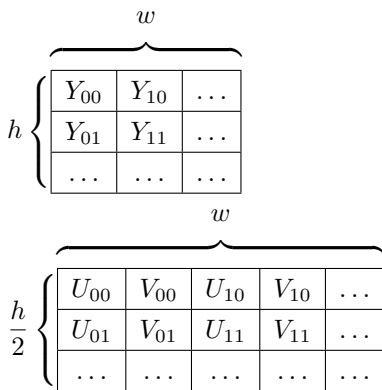 w
h
Y₀₀ Y₁₀ ...
Y₀₁ Y₁₁ ...
... ... ...
w
h/2
U₀₀ V₀₀ U₁₀ V₁₀ ...
U₀₁ V₀₁ U₁₁ V₁₁ ...
... ... ... ... ...